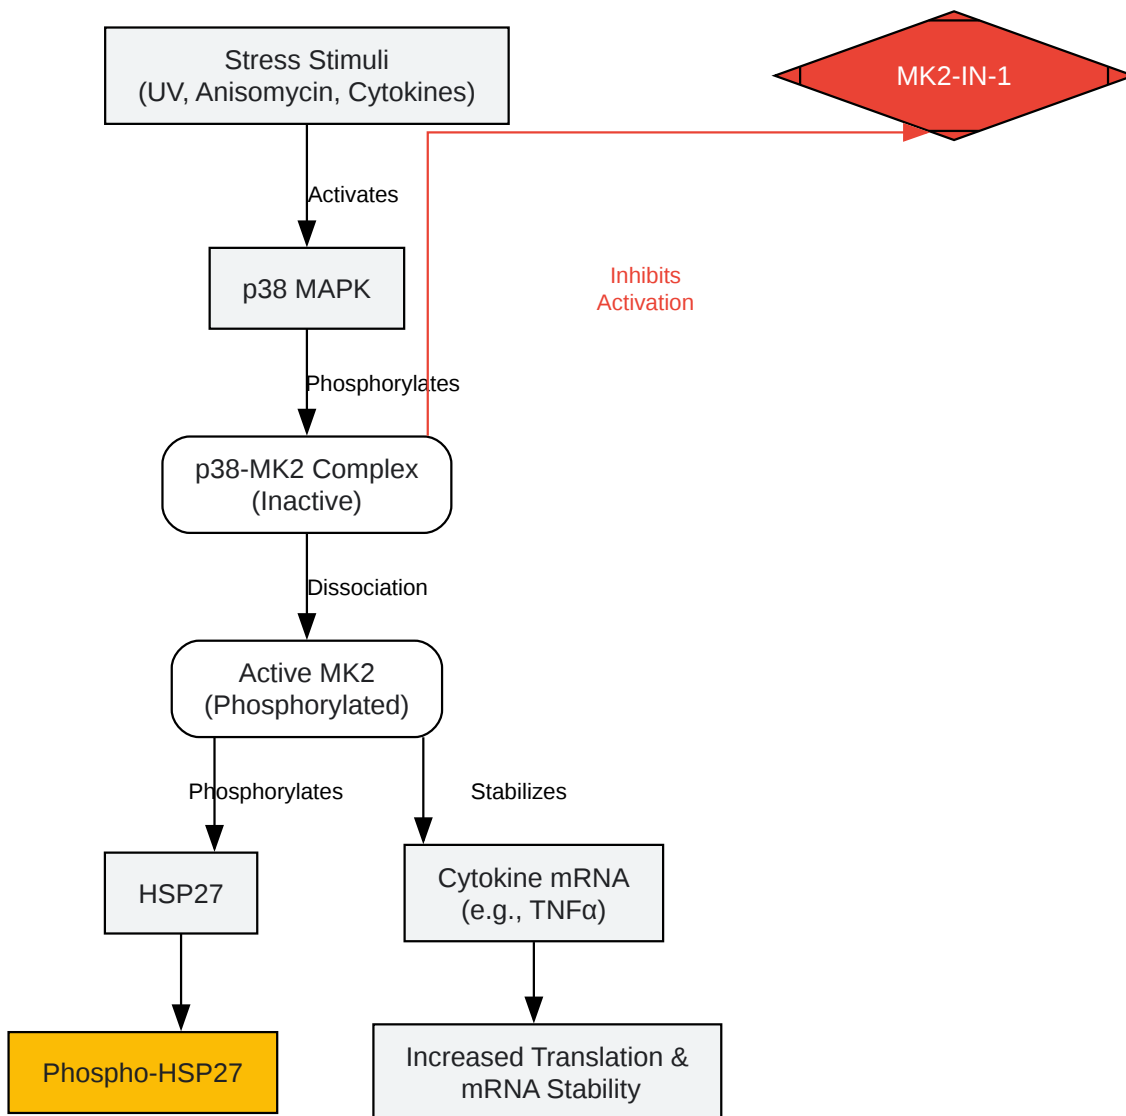 Stress Stimuli
(UV, Anisomycin, Cytokines)
MK2-IN-1
Activates
Inhibits
Activation
p38 MAPK
Phosphorylates
p38-MK2 Complex
(Inactive)
Dissociation
Active MK2
(Phosphorylated)
Phosphorylates
Stabilizes
HSP27
Cytokine mRNA
(e.g., TNFα)
Phospho-HSP27
Increased Translation &
mRNA Stability